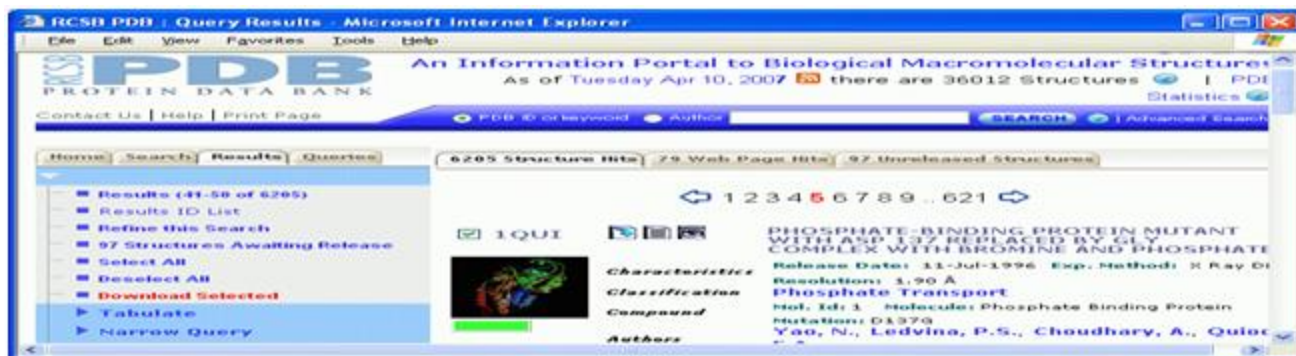 RCSB PDB : Query Results - Microsoft Internet Explorer
File Edit View Favorites Tools Help
RCSB PDB
PROTEIN DATA BANK
An Information Portal to Biological Macromolecular Structure
As of Tuesday Apr 10, 2007 there are 36012 Structures | PDB
Statistics
Contact Us | Help | Print Page
PDB ID or keyword Author SEARCH | Advanced Search
Home Search Results Queries
6205 Structure Hits 79 Web Page Hits 97 Unreleased Structures
Results (41-50 of 6205)
Results ID List
Refine this Search
97 Structures Awaiting Release
Select All
Deselect All
Download Selected
Tabulate
Narrow Query
1 2 3 4 5 6 7 8 9 .. 621
1QUI
PHOSPHATE-BINDING PROTEIN MUTANT
WITH ASP 137 REPLACED BY GLY
COMPLEX WITH BROMINE AND PHOSPHATE
Characteristics Release Date: 11-Jul-1996 Exp. Method: X Ray Di
Resolution: 1.90 Å
Classification Phosphate Transport
Compound Mol. Id: 1 Molecule: Phosphate Binding Protein
Mutation: D137G
Authors Yao, N., Ledvina, P.S., Choudhary, A., Quioc